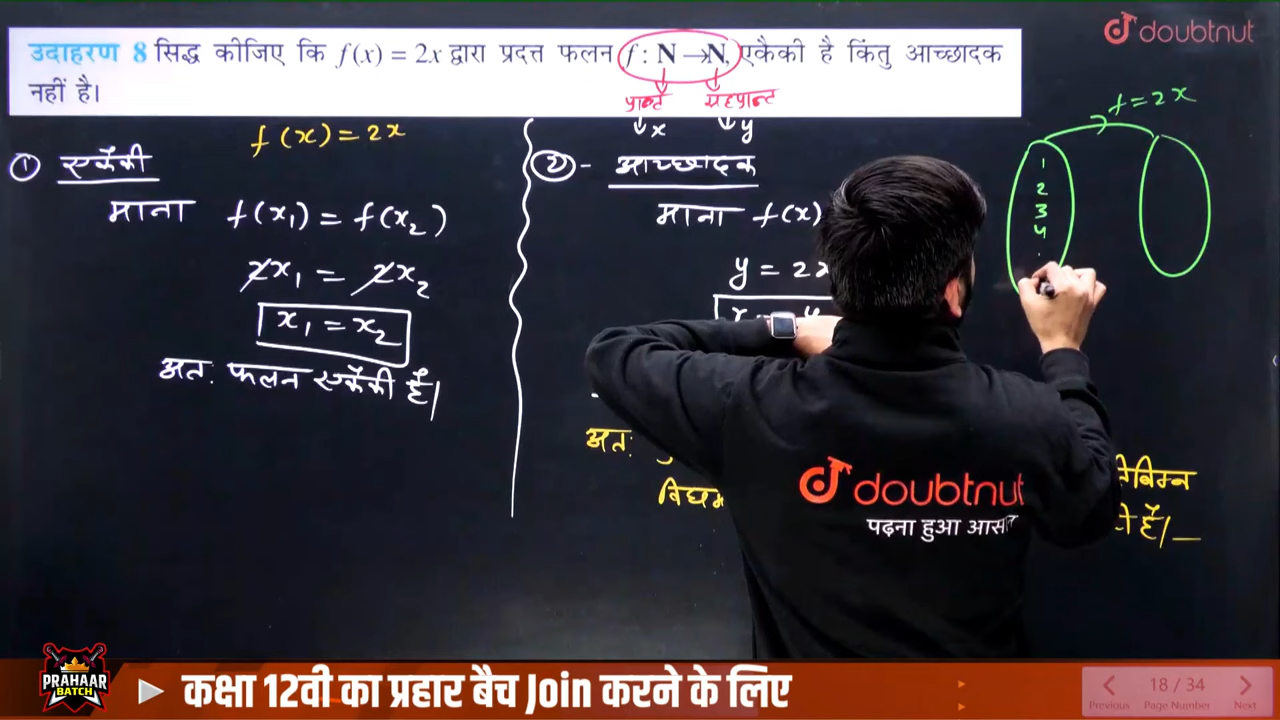 उदाहरण 8 सिद्ध कीजिए कि f(x) = 2x द्वारा प्रदत्त फलन f : N → N, एकैकी है किंतु आच्छादक
नहीं है।
doubtnut
प्रान्त सहप्रान्त
x y
f(x) = 2x
① एकैकी
माना f(x₁) = f(x₂)
2x₁ = 2x₂
x₁ = x₂
अतः फलन एकैकी है।
② - आच्छादक
माना f(x)
y = 2x
अतः
f = 2x
1
2
3
4
doubtnut
पढ़ना हुआ आसान
है।
PRAHAAR
BATCH
कक्षा 12वी का प्रहार बैच Join करने के लिए
18 / 34
Previous Page Number Next